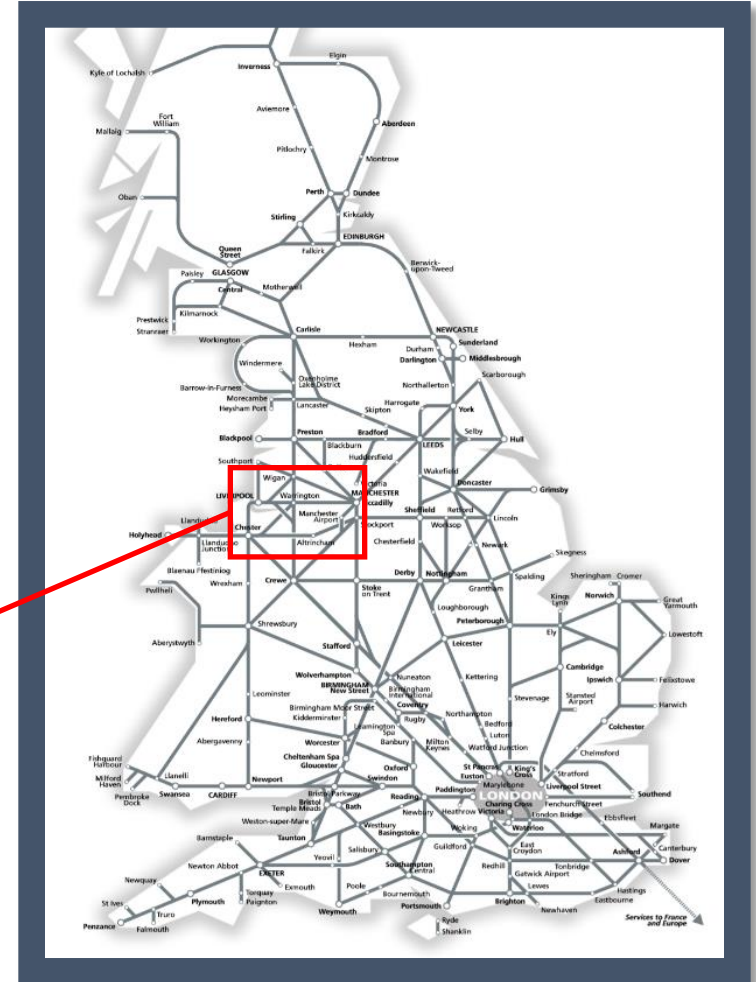 Elgin
Inverness
Kyle of Lochalsh
Aviemore
Fort
William
Mallaig
Aberdeen
Pitlochry
Montrose
Perth
Dundee
Oban
Stirling
Kirkcaldy
EDINBURGH
Queen
Street
Falkirk
Berwick-
upon-Tweed
Paisley
GLASGOW
Central
Motherwell
Prestwick
Kilmarnock
Stranraer
Carlisle
NEWCASTLE
Workington
Hexham
Sunderland
Durham
Darlington
Middlesbrough
Windermere
Scarborough
Oxenholme
Lake District
Barrow-in-Furness
Northallerton
Morecambe
Heysham Port
Lancaster
Harrogate
Skipton
York
Blackpool
Preston
Bradford
Blackburn
LEEDS
Selby
Hull
Huddersfield
Southport
Wakefield
Wigan
Victoria
Doncaster
LIVERPOOL
Warrington
MANCHESTER
Piccadilly
Grimsby
Manchester
Airport
Sheffield
Retford
Stockport
Worksop
Lincoln
Llandudno
Chester
Holyhead
Llandudno
Junction
Altrincham
Chesterfield
Newark
Skegness
Blaenau Ffestiniog
Wrexham
Crewe
Stoke
on Trent
Derby
Nottingham
Grantham
Spalding
Sheringham
Cromer
Pwllheli
Kings
Lynn
Norwich
Great
Yarmouth
Loughborough
Shrewsbury
Peterborough
Ely
Lowestoft
Aberystwyth
Stafford
Leicester
Wolverhampton
Cambridge
BIRMINGHAM
New Street
Nuneaton
Kettering
Ipswich
Felixstowe
Leominster
Birmingham
International
Stevenage
Stansted
Airport
Birmingham Moor Street
Coventry
Harwich
Kidderminster
Northampton
Hereford
Rugby
Bedford
Colchester
Leamington
Spa
Abergavenny
Worcester
Banbury
Milton
Keynes
Luton
Watford Junction
Chelmsford
Cheltenham Spa
Gloucester
Oxford
St Pancras
King's
Cross
Fishguard
Harbour
Euston
Stratford
Llanelli
Newport
Swindon
Marylebone
Liverpool Street
Milford
Haven
Paddington
LONDON
Southend
Pembroke
Dock
Swansea
CARDIFF
Bristol Parkway
Reading
Charing Cross
Fenchurch Street
Bristol
Temple Meads
Bath
Newbury
Heathrow
Victoria
London Bridge
Ebbsfleet
Weston-super-Mare
Westbury
Basingstoke
Woking
Waterloo
Margate
Barnstaple
Taunton
Salisbury
Guildford
East
Croydon
Ashford
Canterbury
Yeovil
Southampton
Central
Redhill
Tonbridge
Dover
Newton Abbot
EXETER
Gatwick Airport
Newquay
Exmouth
Poole
Bournemouth
Lewes
Hastings
St Ives
Torquay
Paignton
Plymouth
Portsmouth
Brighton
Eastbourne
Newhaven
Weymouth
Truro
Penzance
Falmouth
Ryde
Shanklin
Services to France
and Europe